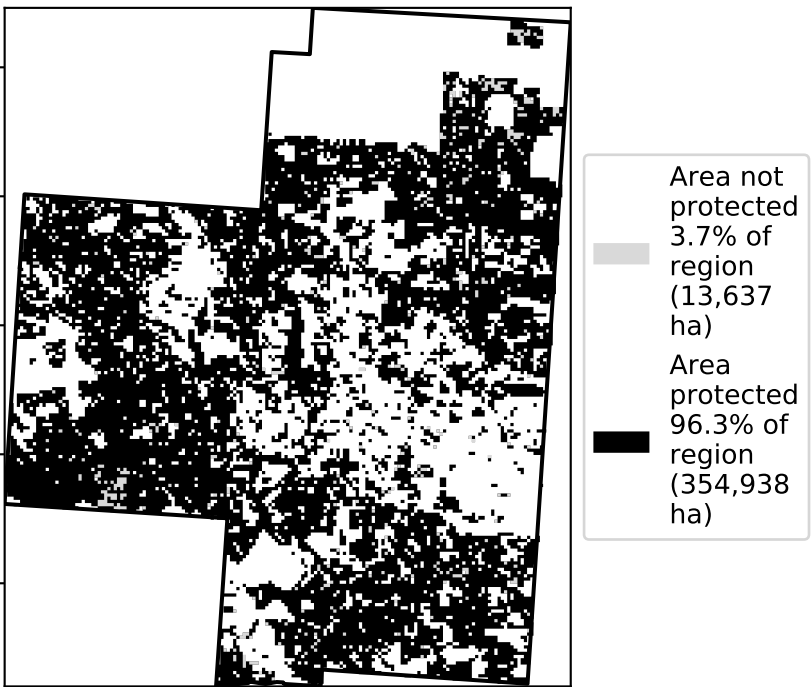 Area not
protected
3.7% of
region
(13,637
ha)
Area
protected
96.3% of
region
(354,938
ha)